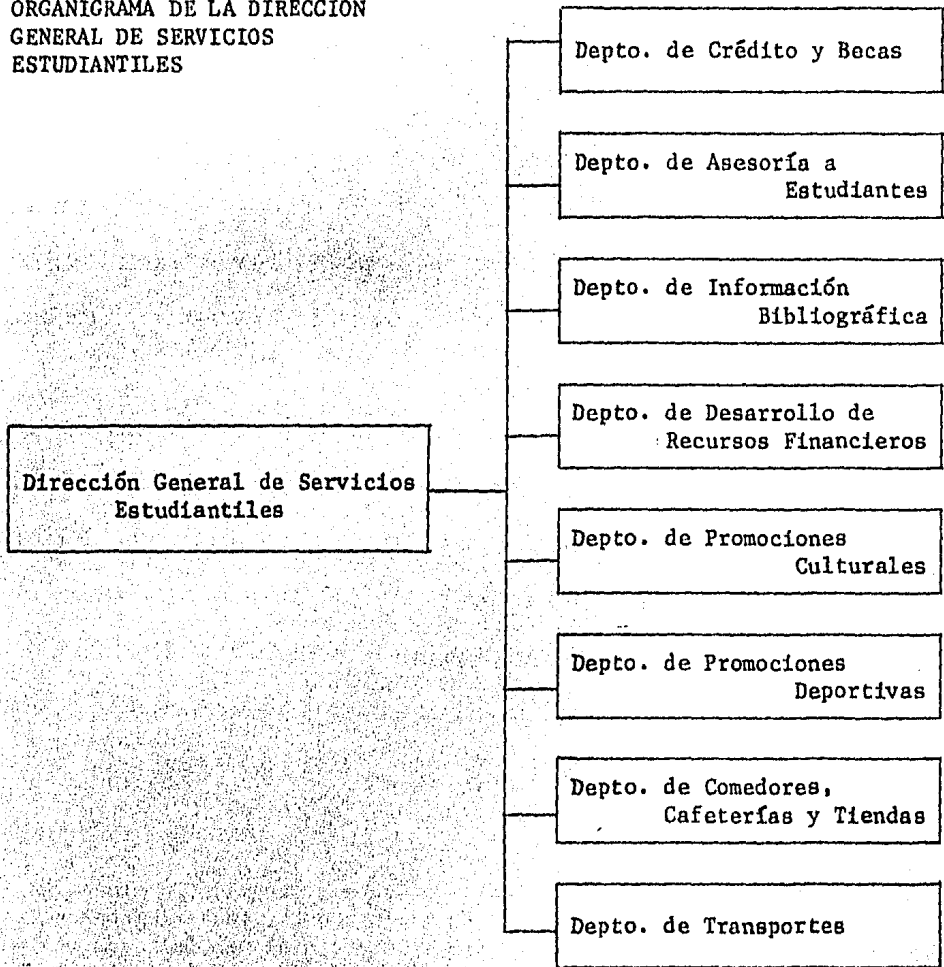 ORGANIGRAMA DE LA DIRECCION
GENERAL DE SERVICIOS
ESTUDIANTILES
Depto. de Crédito y Becas
Depto. de Asesoría a
Estudiantes
Depto. de Información
Bibliográfica
Depto. de Desarrollo de
Recursos Financieros
Dirección General de Servicios
Estudiantiles
Depto. de Promociones
Culturales
Depto. de Promociones
Deportivas
Depto. de Comedores,
Cafeterías y Tiendas
Depto. de Transportes